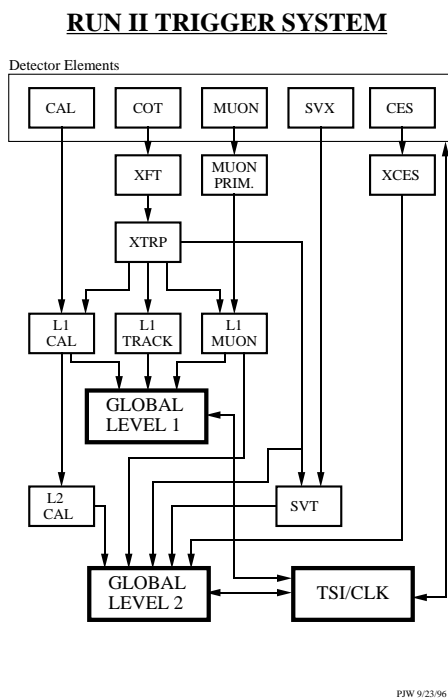 RUN II TRIGGER SYSTEM
Detector Elements
CAL
COT
MUON
SVX
CES
XFT
MUON
PRIM.
XCES
XTRP
L1
CAL
L1
TRACK
L1
MUON
GLOBAL
LEVEL 1
L2
CAL
SVT
GLOBAL
LEVEL 2
TSI/CLK
PJW 9/23/96